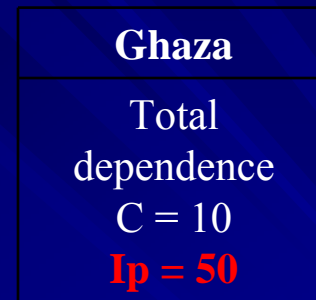 Ghaza
Total
dependence
C = 10
Ip = 50